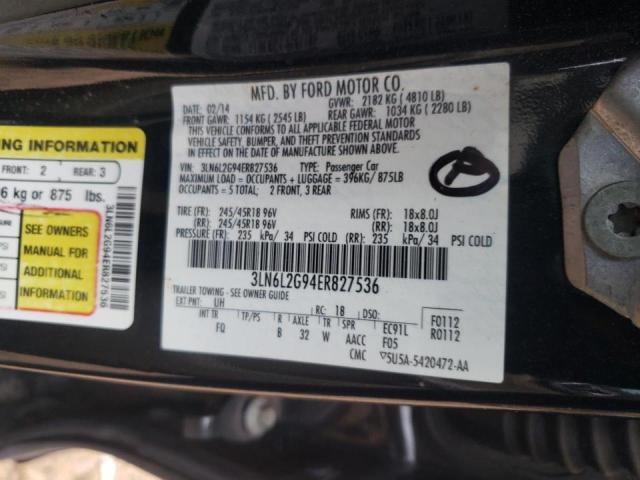 ING INFORMATION
FRONT: 2 REAR: 3
6 kg or 875 lbs.
SEE OWNERS
MANUAL FOR
ADDITIONAL
INFORMATION
3LN6L2G94ER827536
MFD. BY FORD MOTOR CO.
DATE: 02/14 GVWR: 2182 KG ( 4810 LB)
FRONT GAWR: 1154 KG ( 2545 LB) REAR GAWR: 1034 KG ( 2280 LB)
THIS VEHICLE CONFORMS TO ALL APPLICABLE FEDERAL MOTOR
VEHICLE SAFETY, BUMPER, AND THEFT PREVENTION STANDARDS
IN EFFECT ON THE DATE OF MANUFACTURE SHOWN ABOVE.
VIN: 3LN6L2G94ER827536 TYPE: Passenger Car
MAXIMUM LOAD = OCCUPANTS + LUGGAGE = 396KG/ 875LB
OCCUPANTS = 5 TOTAL; 2 FRONT, 3 REAR
TIRE (FR): 245/45R18 96V RIMS (FR): 18x8.0J
(RR): 245/45R18 96V (RR): 18x8.0J
PRESSURE (FR): 235 kPa/ 34 PSI COLD (RR): 235 kPa/ 34 PSI COLD
3LN6L2G94ER827536
TRAILER TOWING - SEE OWNER GUIDE
EXT PNT: UH RC: 18 DSO: F0112
INT TR TP/PS R AXLE TR SPR EC91L R0112
FQ B 32 W AACC F05
CMC 5U5A-5420472-AA